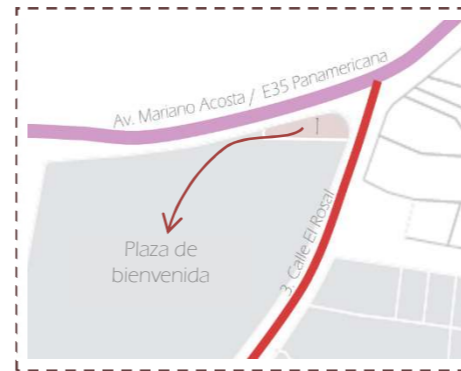 Av. Mariano Acosta / E35 Panamericana
3. Calle El Rosal
Plaza de
bienvenida